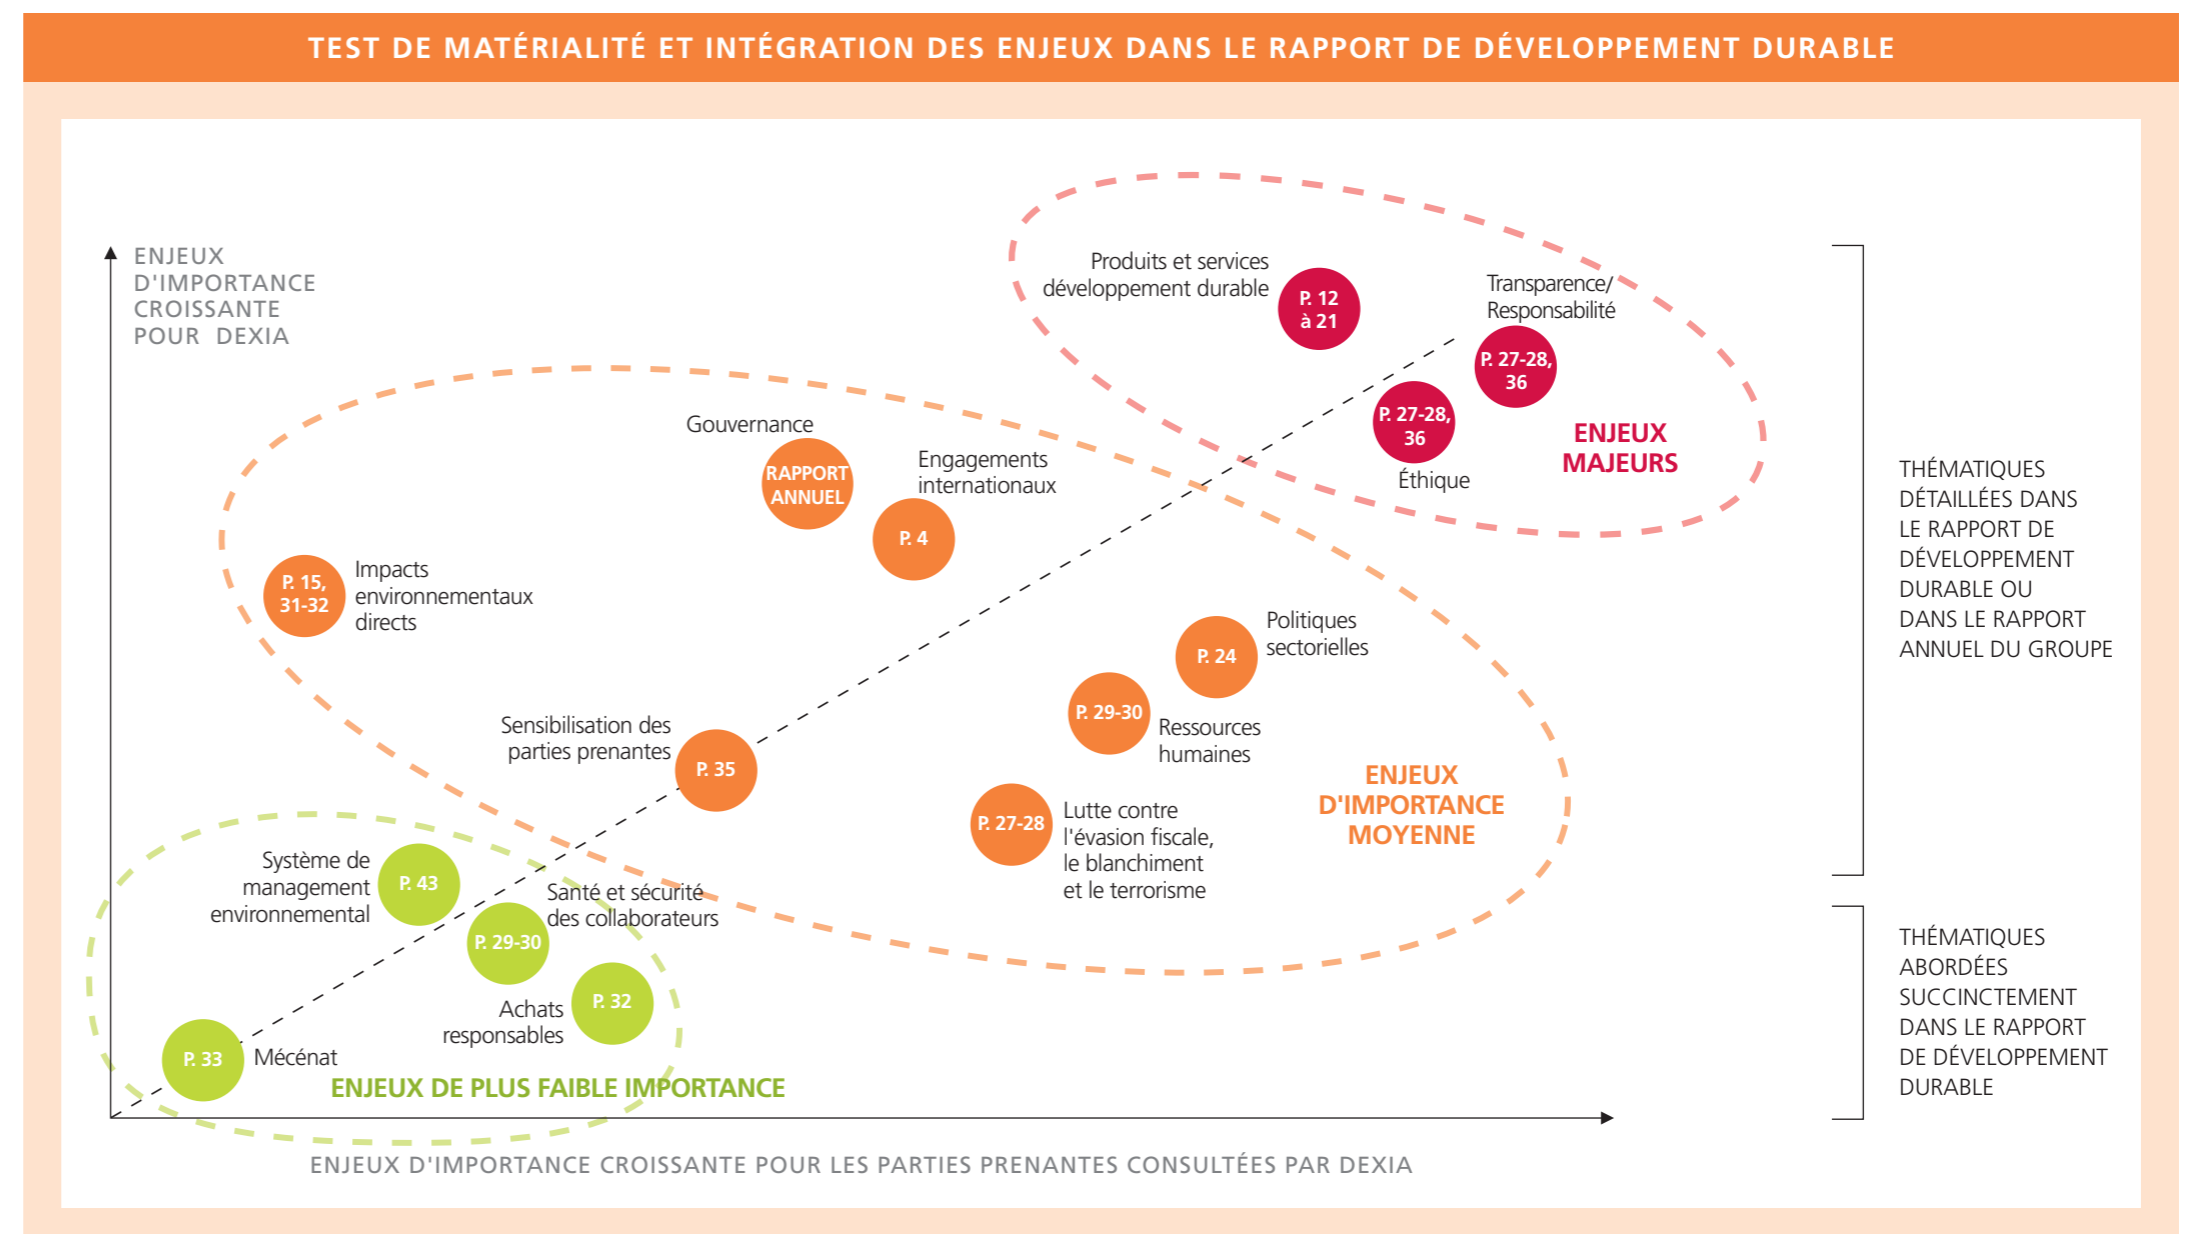 TEST DE MATÉRIALITÉ ET INTÉGRATION DES ENJEUX DANS LE RAPPORT DE DÉVELOPPEMENT DURABLE
ENJEUX
D'IMPORTANCE
CROISSANTE
POUR DEXIA
Produits et services
développement durable
P. 12
à 21
Transparence/
Responsabilité
P. 27-28,
36
P. 27-28,
36
Éthique
ENJEUX
MAJEURS
Gouvernance
RAPPORT
ANNUEL
Engagements
internationaux
P. 4
P. 15,
31-32
Impacts
environnementaux
directs
Politiques
sectorielles
P. 24
P. 29-30
Ressources
humaines
Sensibilisation des
parties prenantes
P. 35
P. 27-28
Lutte contre
l'évasion fiscale,
le blanchiment
et le terrorisme
ENJEUX
D'IMPORTANCE
MOYENNE
Système de
management
environnemental
P. 43
Santé et sécurité
des collaborateurs
P. 29-30
Achats
responsables
P. 32
P. 33
Mécénat
ENJEUX DE PLUS FAIBLE IMPORTANCE
ENJEUX D'IMPORTANCE CROISSANTE POUR LES PARTIES PRENANTES CONSULTÉES PAR DEXIA
THÉMATIQUES
DÉTAILLÉES DANS
LE RAPPORT DE
DÉVELOPPEMENT
DURABLE OU
DANS LE RAPPORT
ANNUEL DU GROUPE
THÉMATIQUES
ABORDÉES
SUCCINCTEMENT
DANS LE RAPPORT
DE DÉVELOPPEMENT
DURABLE